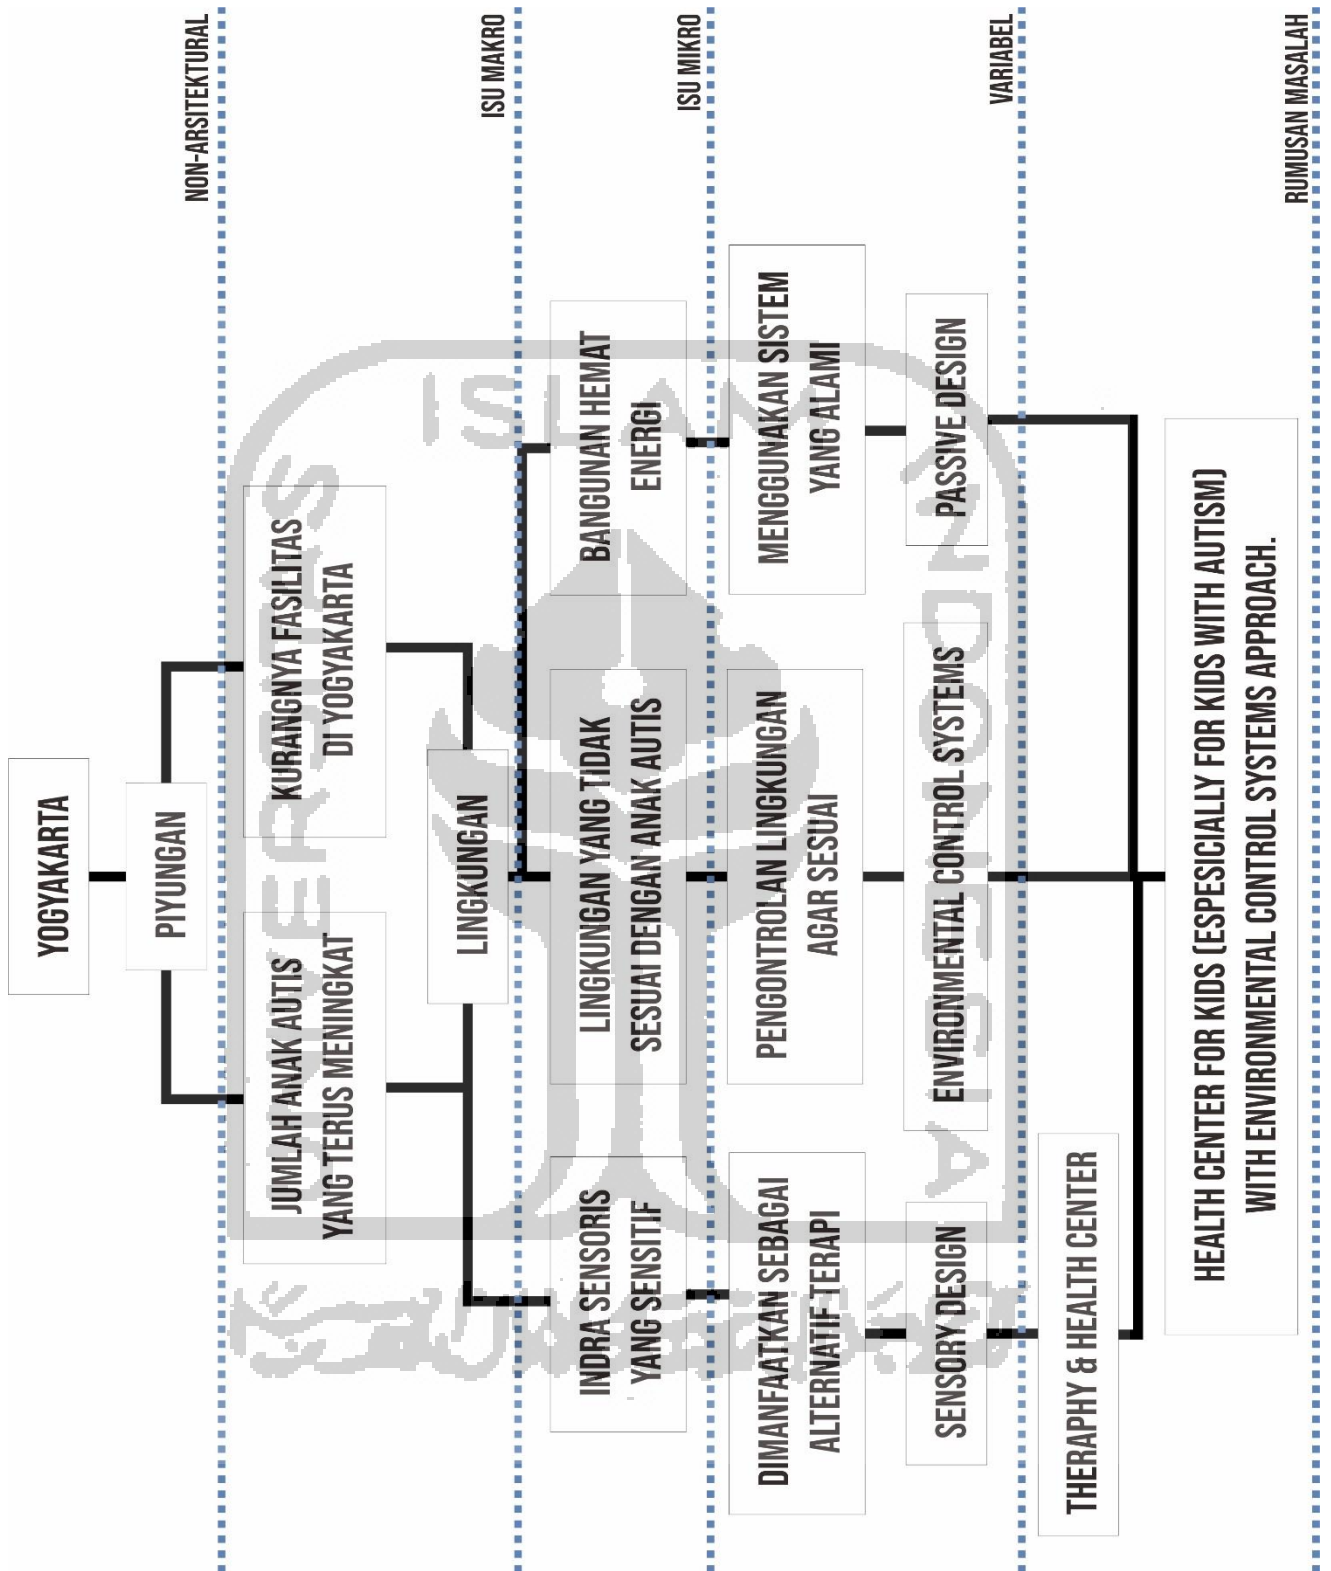 YOGYAKARTA
PIYUNGAN
NON-ARSITEKTURAL
JUMLAH ANAK AUTIS
YANG TERUS MENINGKAT
KURANGNYA FASILITAS
DI YOGYAKARTA
LINGKUNGAN
ISU MAKRO
INDRA SENSORIS
YANG SENSITIF
LINGKUNGAN YANG TIDAK
SESUAI DENGAN ANAK AUTIS
BANGUNAN HEMAT
ENERGI
ISU MIKRO
DIMANFAATKAN SEBAGAI
ALTERNATIF TERAPI
PENGONTROLAN LINGKUNGAN
AGAR SESUAI
MENGGUNAKAN SISTEM
YANG ALAMI
SENSORY DESIGN
ENVIRONMENTAL CONTROL SYSTEMS
PASSIVE DESIGN
VARIABEL
THERAPHY & HEALTH CENTER
HEALTH CENTER FOR KIDS (ESPESICIALLY FOR KIDS WITH AUTISM)
WITH ENVIRONMENTAL CONTROL SYSTEMS APPROACH.
RUMUSAN MASALAH
UNIVERSITAS
ISLAM
INDONESIA